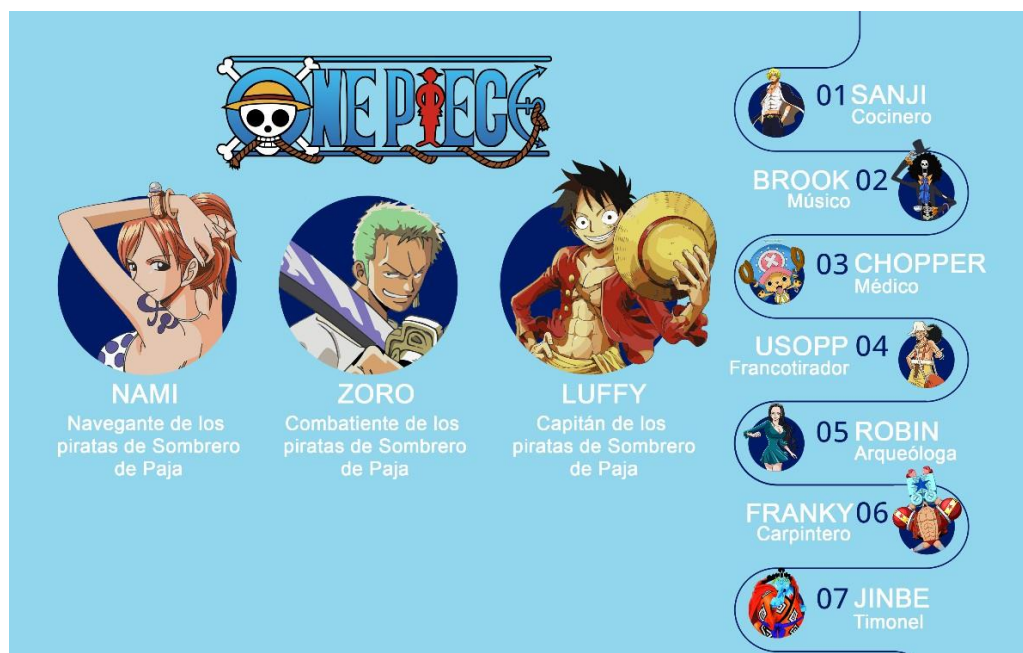 ONE PIECE
NAMI
Navegante de los
piratas de Sombrero
de Paja
ZORO
Combatiente de los
piratas de Sombrero
de Paja
LUFFY
Capitán de los
piratas de Sombrero
de Paja
01 SANJI
Cocinero
BROOK 02
Músico
03 CHOPPER
Médico
USOPP 04
Francotirador
05 ROBIN
Arqueóloga
FRANKY 06
Carpintero
07 JINBE
Timonel